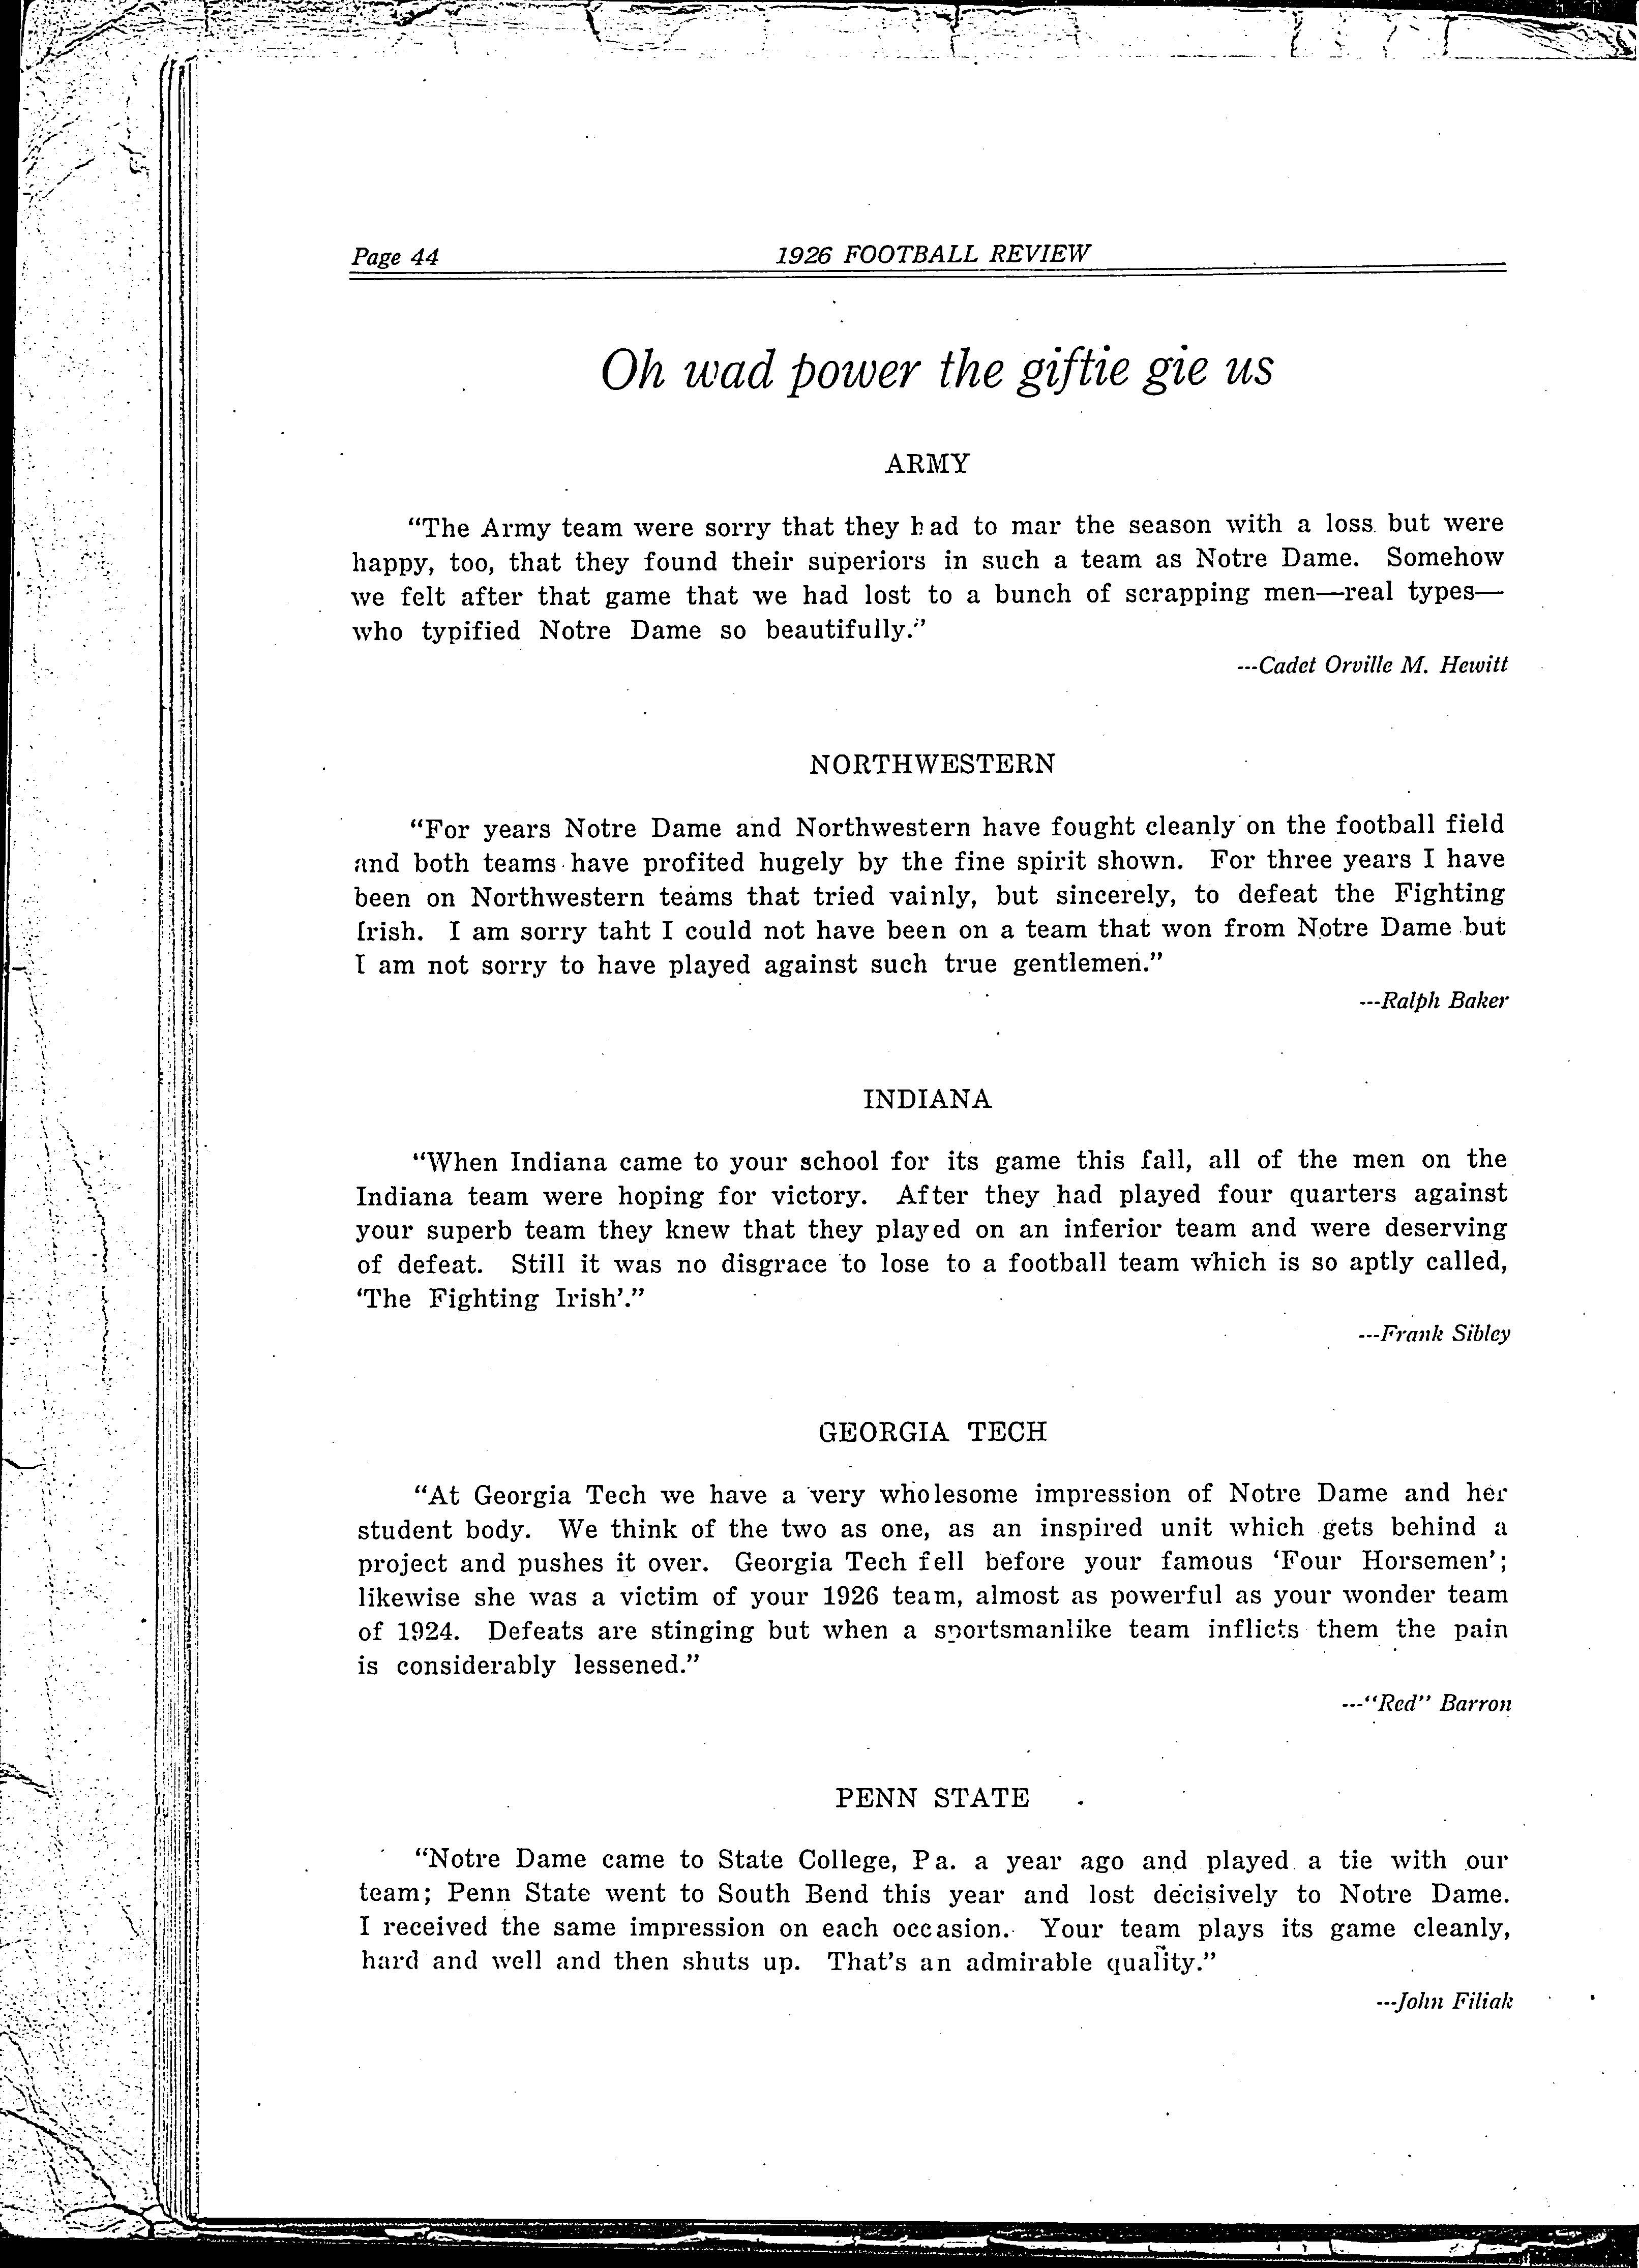 Page 44 1926 FOOTBALL REVIEW
Oh wad power the giftie gie us
ARMY
“The Army team were sorry that they had to mar the season with a loss but were
happy, too, that they found their superiors in such a team as Notre Dame. Somehow
we felt after that game that we had lost to a bunch of scrapping men—real types—
who typified Notre Dame so beautifully.”
---Cadet Orville M. Hewitt
NORTHWESTERN
“For years Notre Dame and Northwestern have fought cleanly on the football field
and both teams have profited hugely by the fine spirit shown. For three years I have
been on Northwestern teams that tried vainly, but sincerely, to defeat the Fighting
Irish. I am sorry taht I could not have been on a team that won from Notre Dame but
I am not sorry to have played against such true gentlemen.”
---Ralph Baker
INDIANA
“When Indiana came to your school for its game this fall, all of the men on the
Indiana team were hoping for victory. After they had played four quarters against
your superb team they knew that they played on an inferior team and were deserving
of defeat. Still it was no disgrace to lose to a football team which is so aptly called,
‘The Fighting Irish’.”
---Frank Sibley
GEORGIA TECH
“At Georgia Tech we have a very wholesome impression of Notre Dame and her
student body. We think of the two as one, as an inspired unit which gets behind a
project and pushes it over. Georgia Tech fell before your famous ‘Four Horsemen’;
likewise she was a victim of your 1926 team, almost as powerful as your wonder team
of 1924. Defeats are stinging but when a sportsmanlike team inflicts them the pain
is considerably lessened.”
---“Red” Barron
PENN STATE
“Notre Dame came to State College, Pa. a year ago and played a tie with our
team; Penn State went to South Bend this year and lost decisively to Notre Dame.
I received the same impression on each occasion. Your team plays its game cleanly,
hard and well and then shuts up. That’s an admirable quality.”
---John Filiak